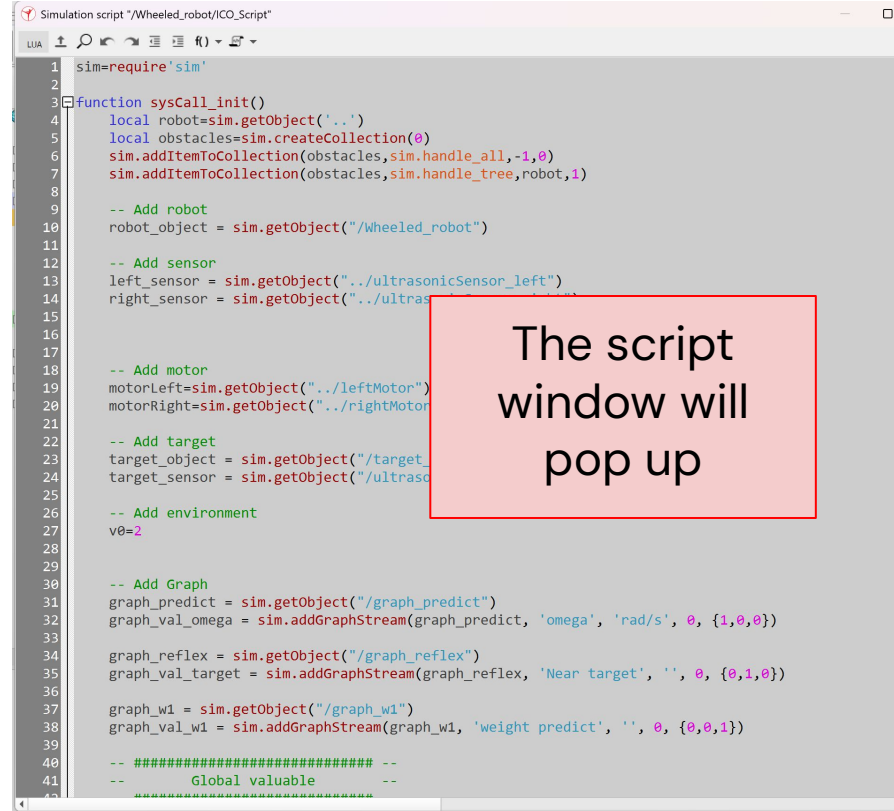 Simulation script "/Wheeled_robot/ICO_Script"
LUA f()
1 sim=require'sim'
2
3 function sysCall_init()
4 local robot=sim.getObject('..')
5 local obstacles=sim.createCollection(0)
6 sim.addItemToCollection(obstacles,sim.handle_all,-1,0)
7 sim.addItemToCollection(obstacles,sim.handle_tree,robot,1)
8
9 -- Add robot
10 robot_object = sim.getObject("/Wheeled_robot")
11
12 -- Add sensor
13 left_sensor = sim.getObject("../ultrasonicSensor_left")
14 right_sensor = sim.getObject("../ultras
15
16
17
18 -- Add motor
19 motorLeft=sim.getObject("../leftMotor")
20 motorRight=sim.getObject("../rightMotor
21
22 -- Add target
23 target_object = sim.getObject("/target_
24 target_sensor = sim.getObject("/ultraso
25
26 -- Add environment
27 v0=2
28
29
30 -- Add Graph
31 graph_predict = sim.getObject("/graph_predict")
32 graph_val_omega = sim.addGraphStream(graph_predict, 'omega', 'rad/s', 0, {1,0,0})
33
34 graph_reflex = sim.getObject("/graph_reflex")
35 graph_val_target = sim.addGraphStream(graph_reflex, 'Near target', '', 0, {0,1,0})
36
37 graph_w1 = sim.getObject("/graph_w1")
38 graph_val_w1 = sim.addGraphStream(graph_w1, 'weight predict', '', 0, {0,0,1})
39
40 -- ############################# --
41 -- Global valuable --
The script
window will
pop up